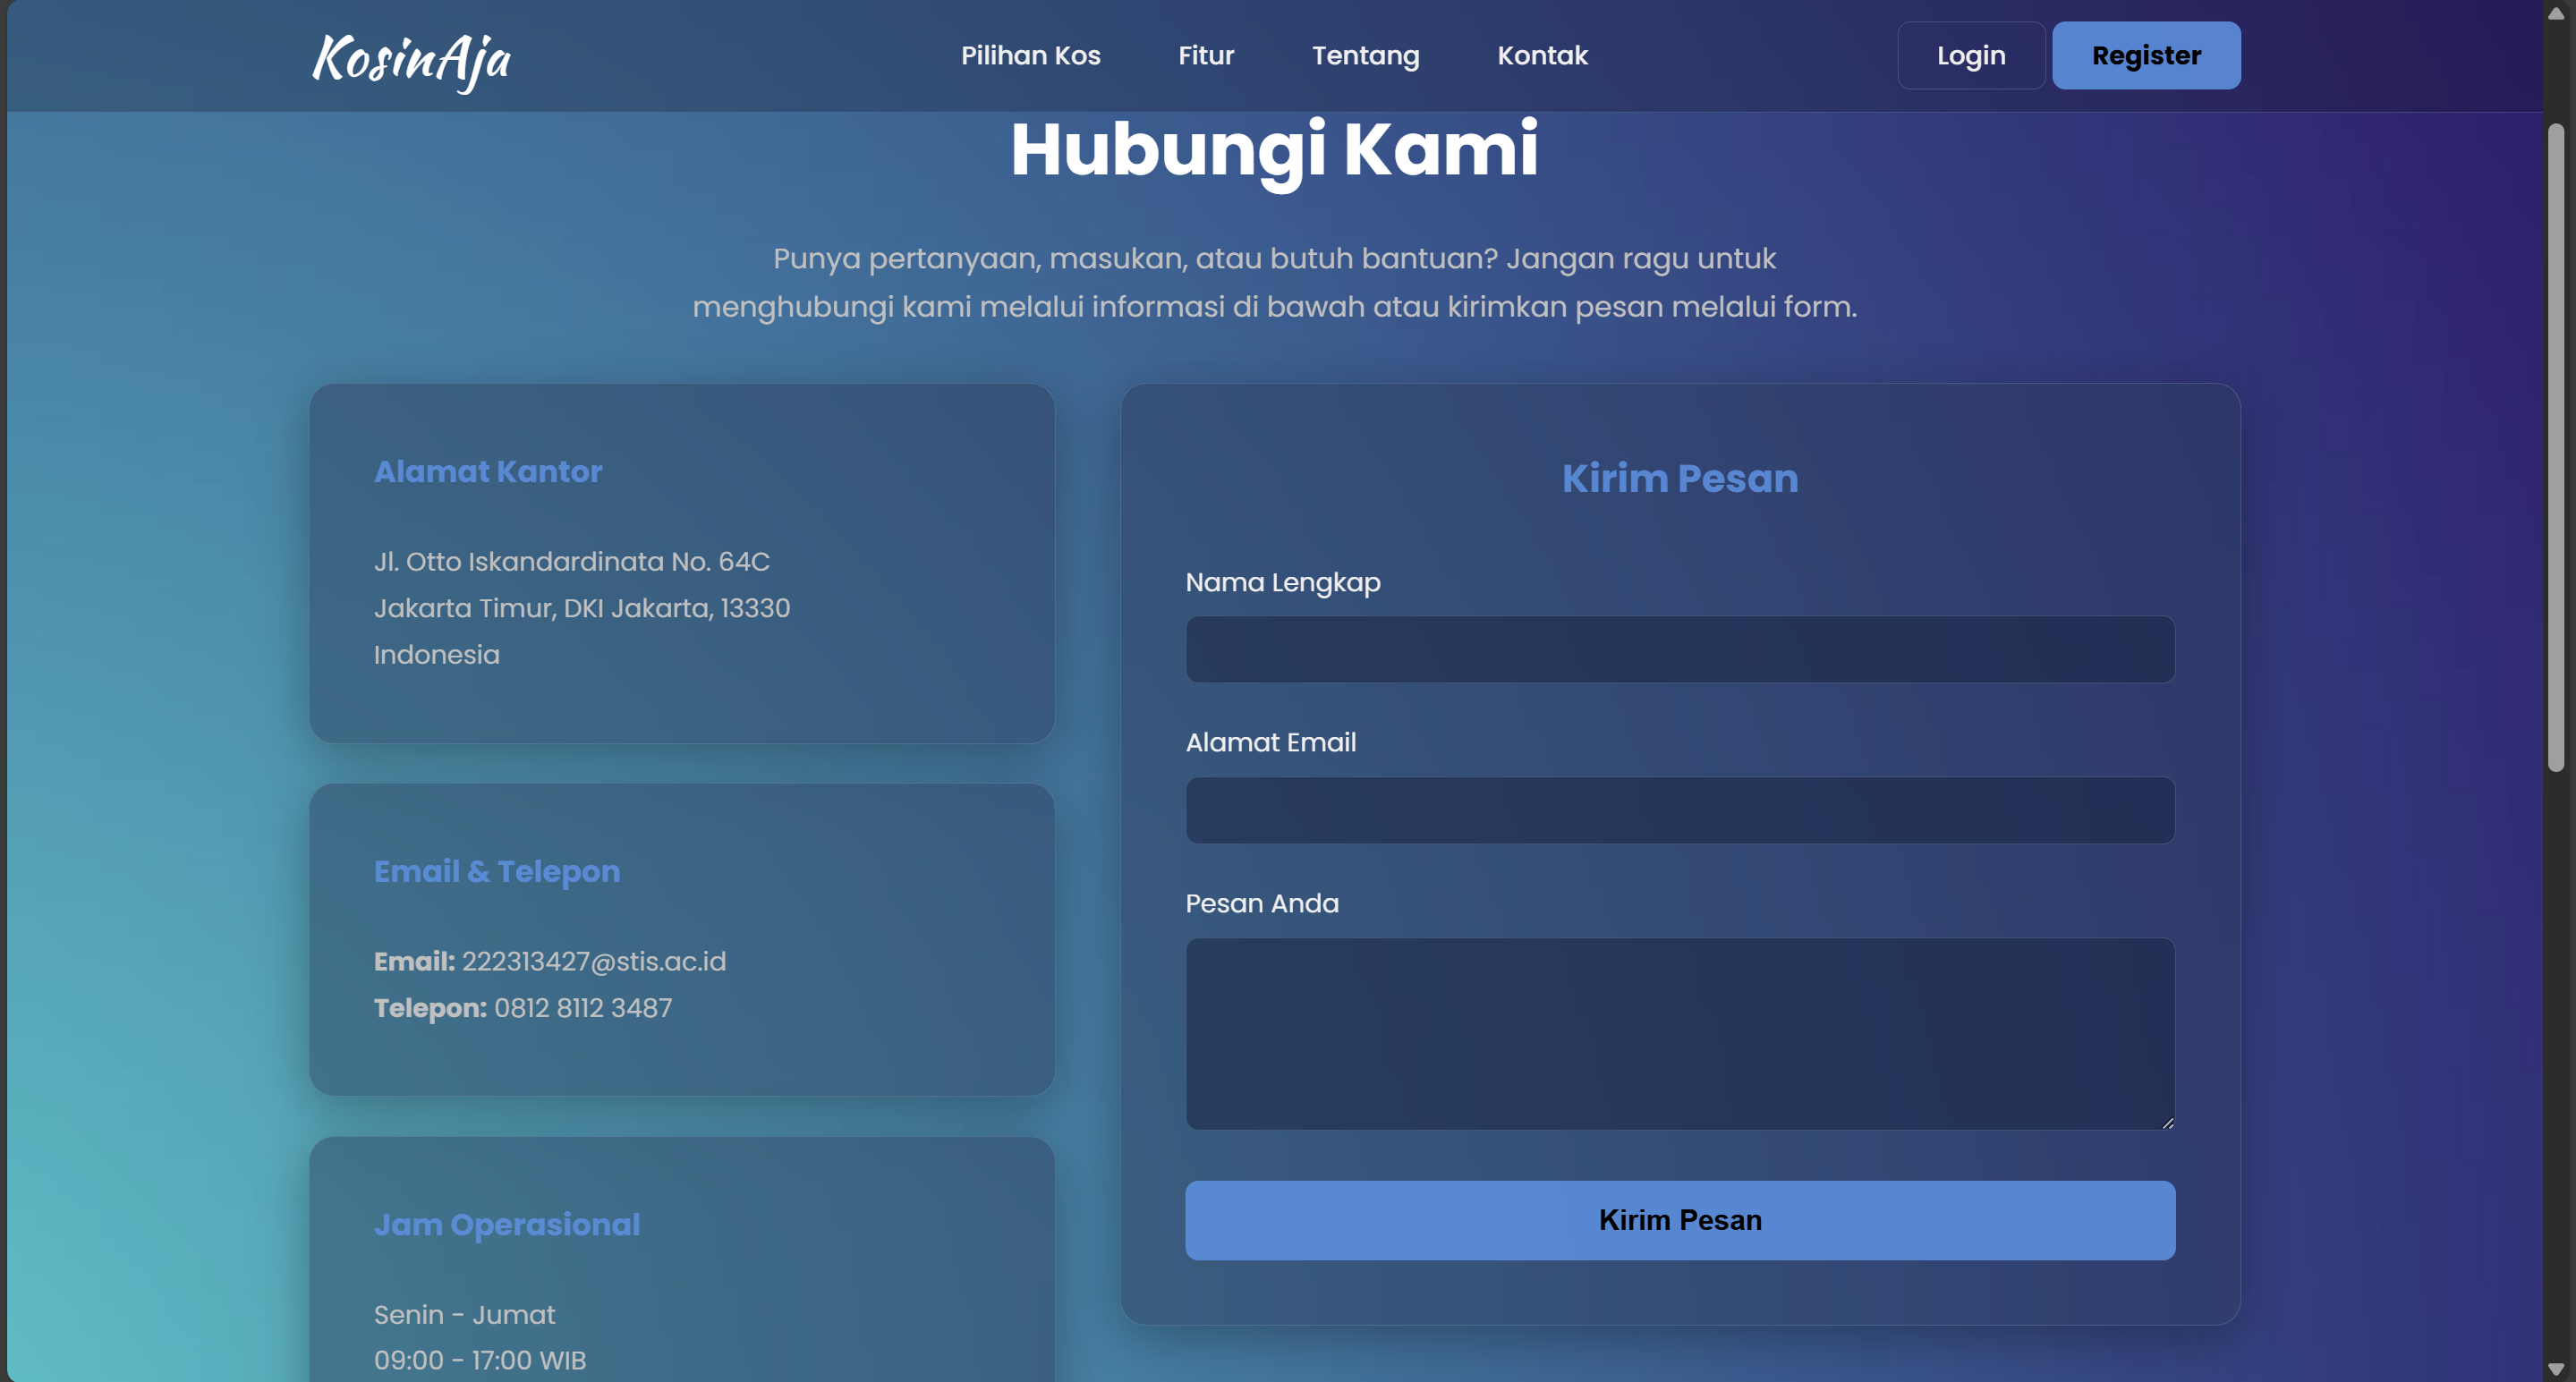 KosinAja
Pilihan Kos
Fitur
Tentang
Kontak
Login
Register
Hubungi Kami
Punya pertanyaan, masukan, atau butuh bantuan? Jangan ragu untuk
menghubungi kami melalui informasi di bawah atau kirimkan pesan melalui form.
Alamat Kantor
Jl. Otto Iskandardinata No. 64C
Jakarta Timur, DKI Jakarta, 13330
Indonesia
Email & Telepon
Email: 222313427@stis.ac.id
Telepon: 0812 8112 3487
Jam Operasional
Senin - Jumat
09:00 - 17:00 WIB
Kirim Pesan
Nama Lengkap
Alamat Email
Pesan Anda
Kirim Pesan